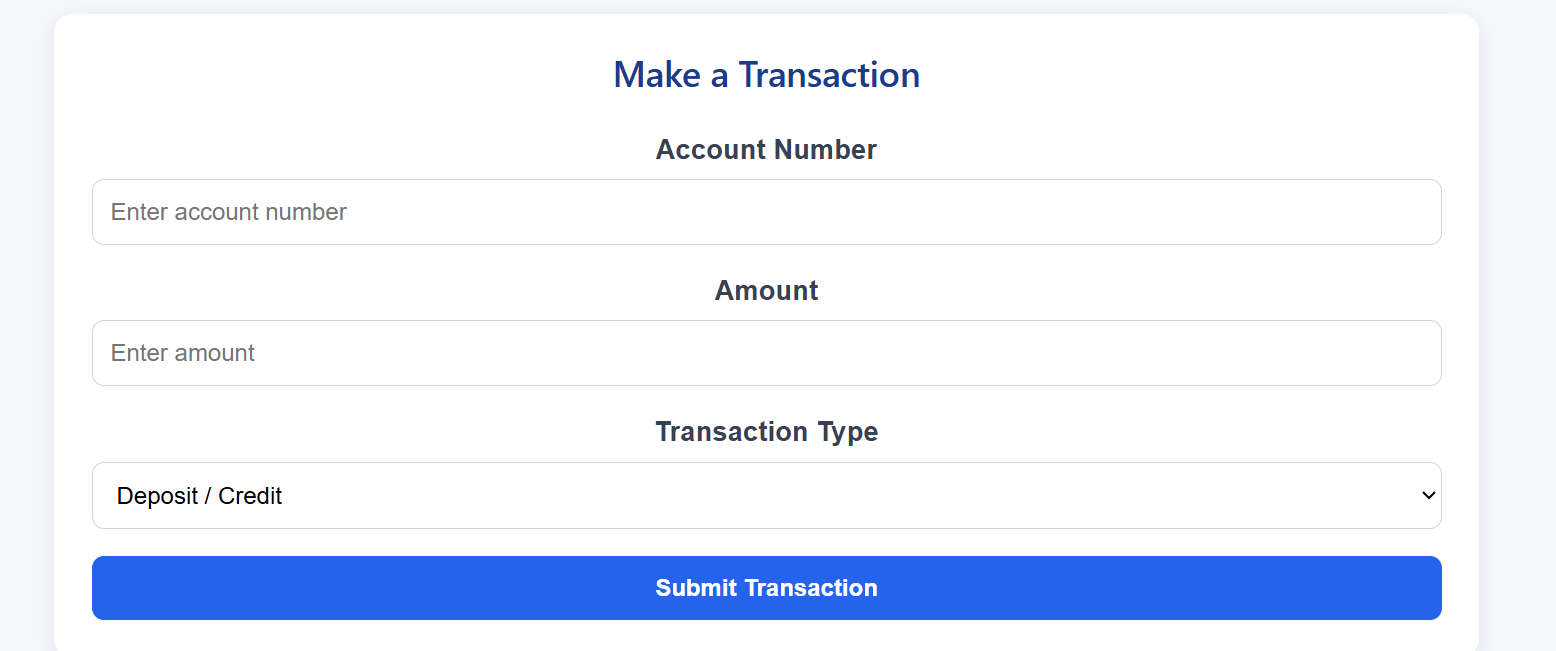 Make a Transaction
Account Number
Enter account number
Amount
Enter amount
Transaction Type
Deposit / Credit
Submit Transaction